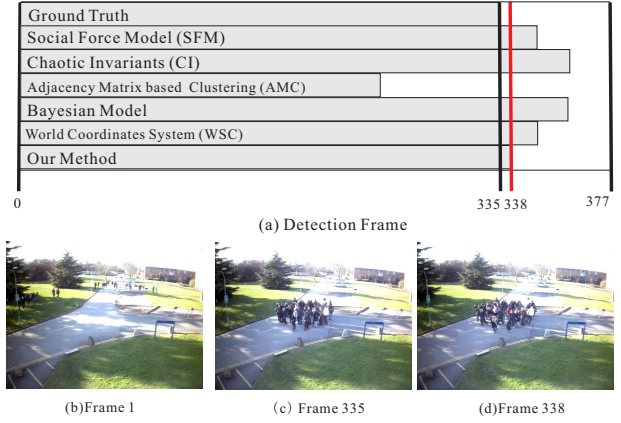 Ground Truth
Social Force Model (SFM)
Chaotic Invariants (CI)
Adjacency Matrix based Clustering (AMC)
Bayesian Model
World Coordinates System (WSC)
Our Method
0 335 338 377
(a) Detection Frame
(b)Frame 1 (c) Frame 335 (d)Frame 338